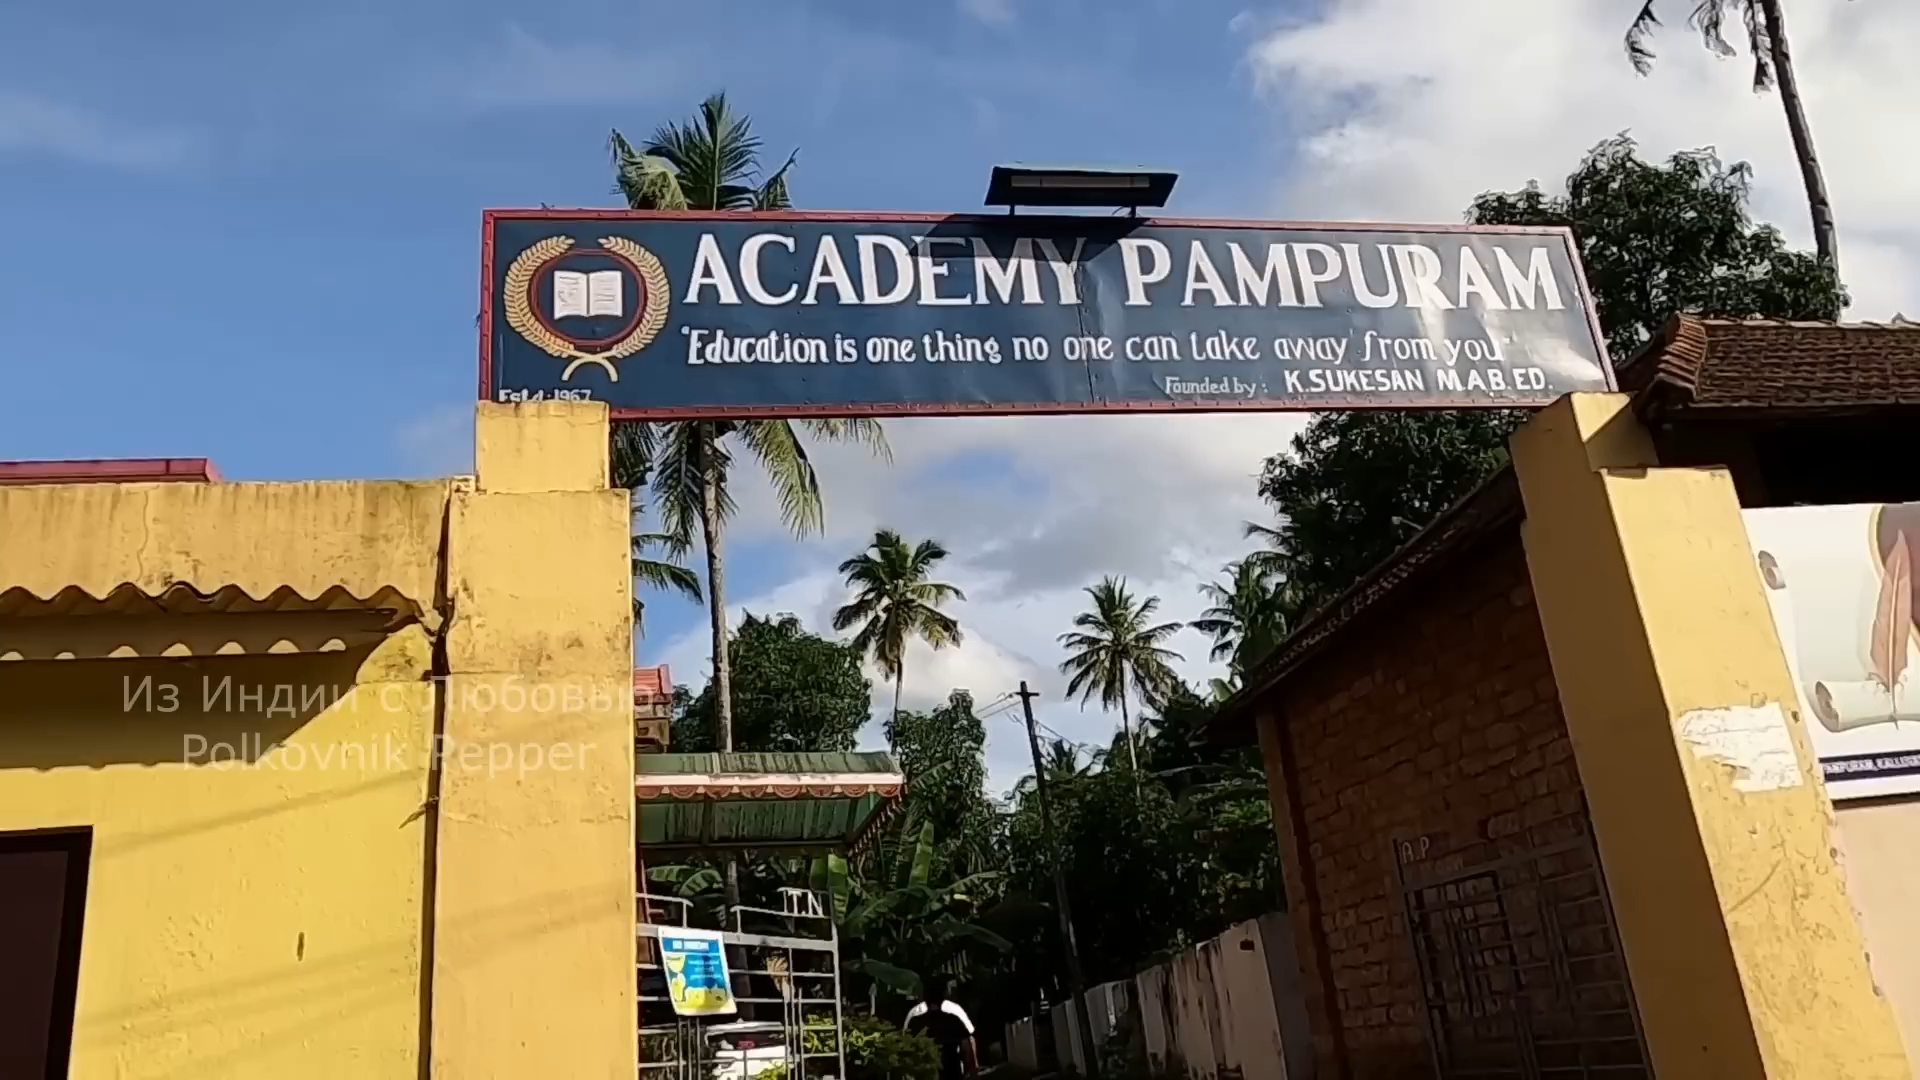 ACADEMY PAMPURAM
"Education is one thing no one can take away from you"
Founded by: K.SUKESAN M.A B.ED.
Estd: 1967
Из Индии с Любовью
Polkovnik Pepper
A.P
T.N
PAMPURAM,